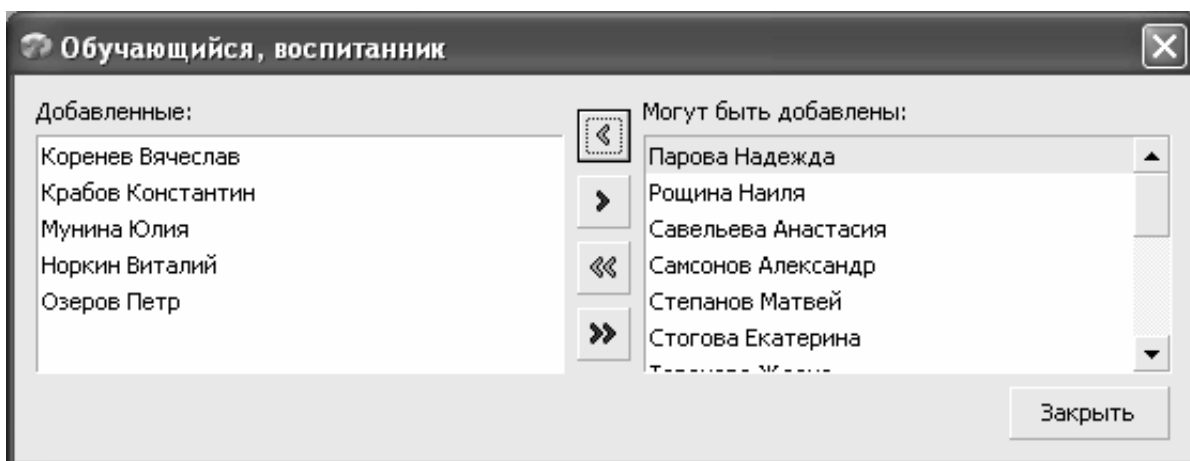 Обучающийся, воспитанник
Добавленные:
Коренев Вячеслав
Крабов Константин
Мунина Юлия
Норкин Виталий
Озеров Петр
Могут быть добавлены:
Парова Надежда
Рощина Наиля
Савельева Анастасия
Самсонов Александр
Степанов Матвей
Стогова Екатерина
Закрыть